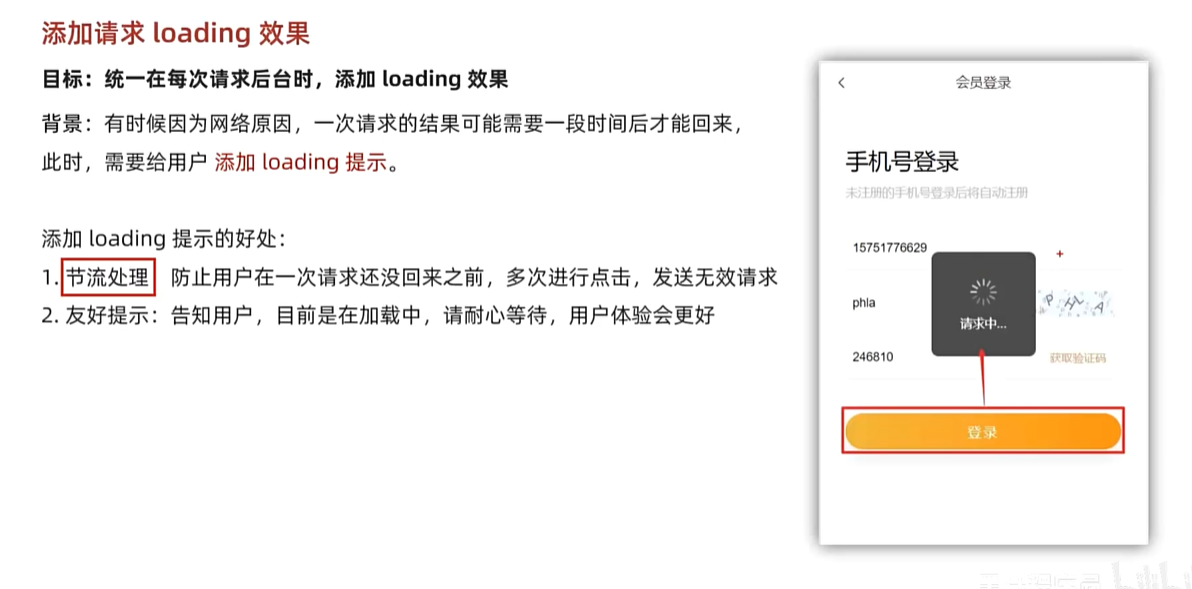 添加请求 loading 效果
目标：统一在每次请求后台时，添加 loading 效果
背景：有时候因为网络原因，一次请求的结果可能需要一段时间后才能回来，
此时，需要给用户 添加 loading 提示。
添加 loading 提示的好处：
1. 节流处理 防止用户在一次请求还没回来之前，多次进行点击，发送无效请求
2. 友好提示：告知用户，目前是在加载中，请耐心等待，用户体验会更好
会员登录
手机号登录
未注册的手机号登录后将自动注册
15751776629
phla
请求中...
246810
获取验证码
登录